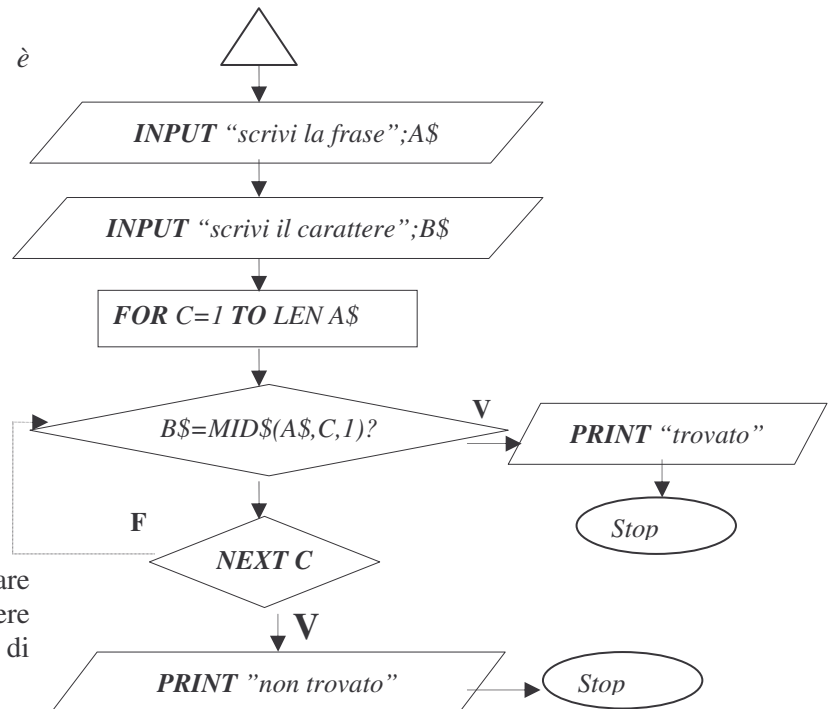 è
INPUT “scrivi la frase”;A$
INPUT “scrivi il carattere”;B$
FOR C=1 TO LEN A$
B$=MID$(A$,C,1)?
V
PRINT “trovato”
Stop
F
NEXT C
are
ere
di
V
PRINT ”non trovato”
Stop